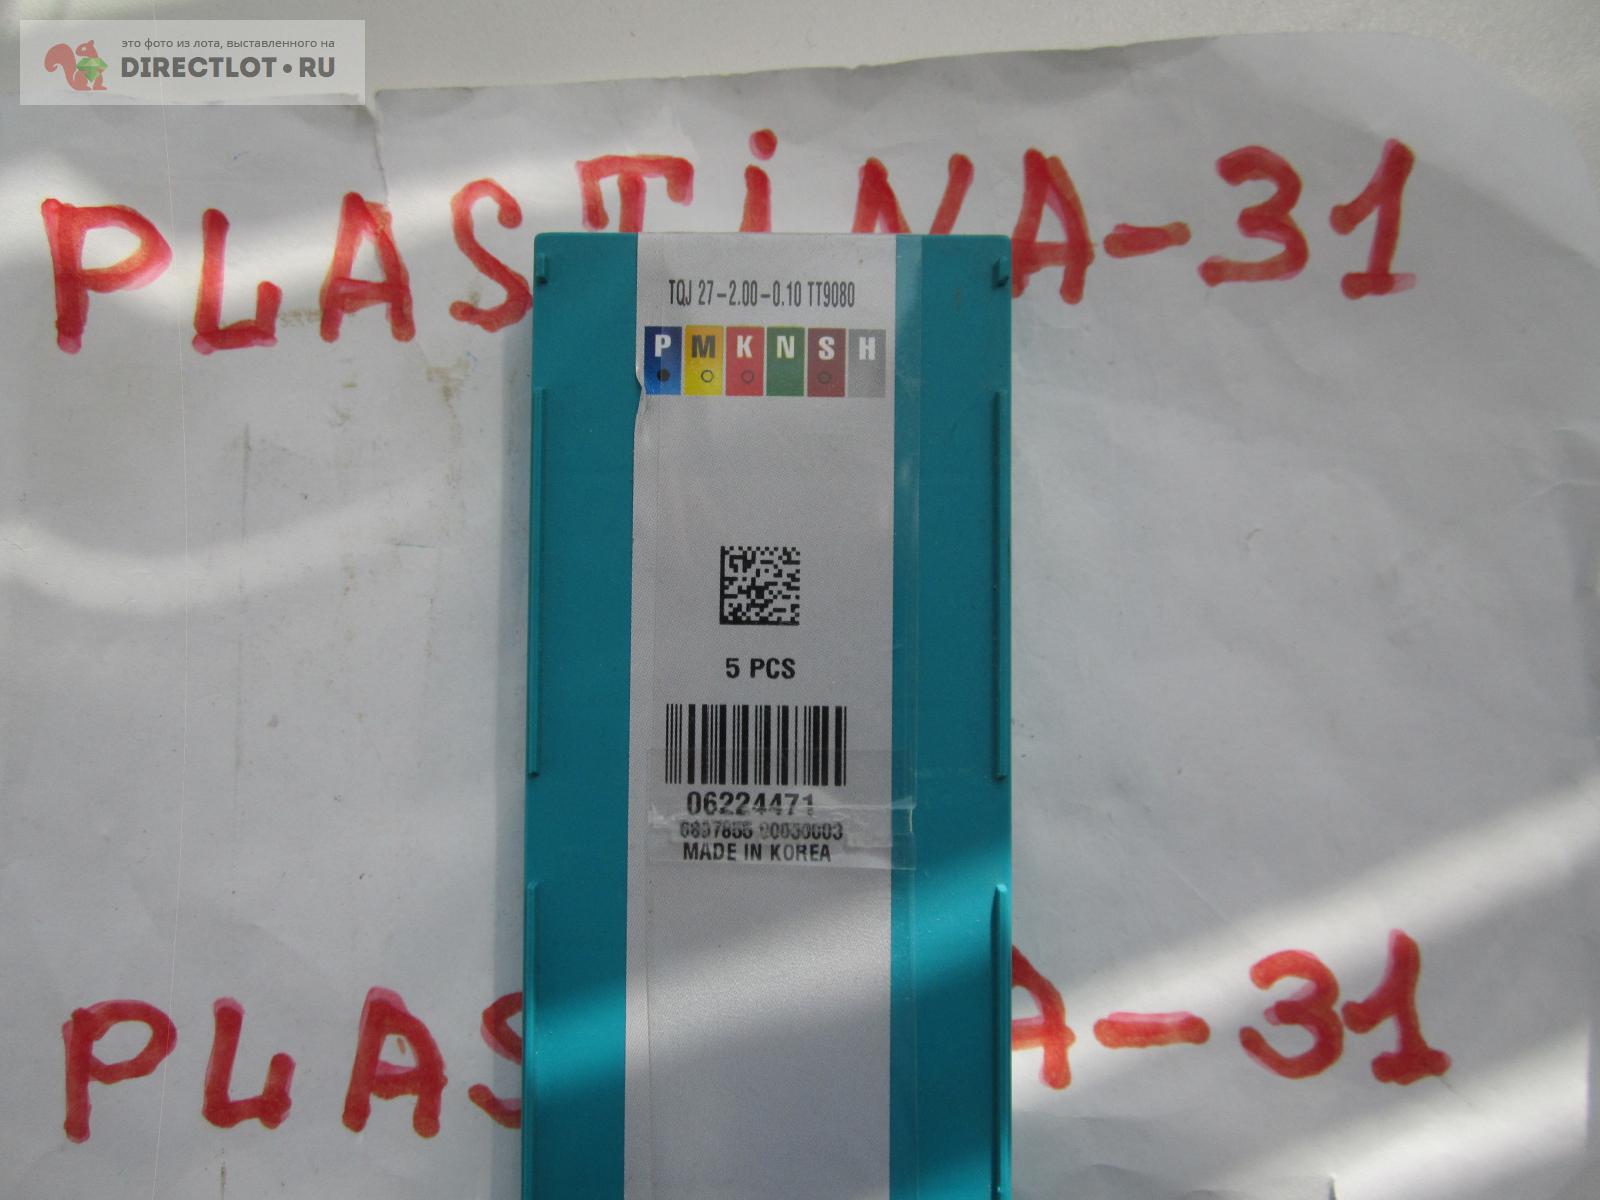 это фото из лота, выставленного на
DIRECTLOT•RU
PLASTiNA-31
TQJ 27-2.00-0.10 TT9080
P M K N S H
5 PCS
06224471
MADE IN KOREA
PLAS A-31